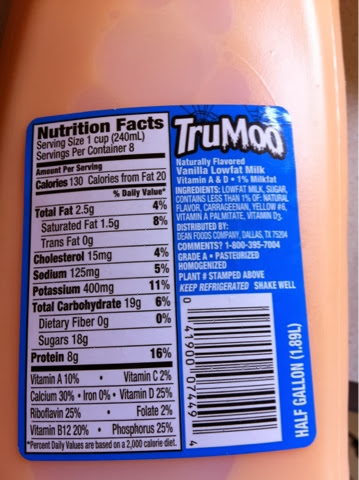 Nutrition Facts
Serving Size 1 cup (240mL)
Servings Per Container 8
Amount Per Serving
Calories 130 Calories from Fat 20
% Daily Value*
Total Fat 2.5g 4%
Saturated Fat 1.5g 8%
Trans Fat 0g
Cholesterol 15mg 4%
Sodium 125mg 5%
Potassium 400mg 11%
Total Carbohydrate 19g 6%
Dietary Fiber 0g 0%
Sugars 18g
Protein 8g 16%
Vitamin A 10% • Vitamin C 2%
Calcium 30% • Iron 0% • Vitamin D 25%
Riboflavin 25% • Folate 2%
Vitamin B12 20% • Phosphorus 25%
*Percent Daily Values are based on a 2,000 calorie diet.
TruMoo
Naturally Flavored
Vanilla Lowfat Milk
Vitamin A & D • 1% Milkfat
INGREDIENTS: LOWFAT MILK, SUGAR,
CONTAINS LESS THAN 1% OF: NATURAL
FLAVOR, CARRAGEENAN, YELLOW #6,
VITAMIN A PALMITATE, VITAMIN D3.
DISTRIBUTED BY:
DEAN FOODS COMPANY, DALLAS, TX 75204
COMMENTS? 1-800-395-7004
GRADE A • PASTEURIZED
HOMOGENIZED
PLANT # STAMPED ABOVE
KEEP REFRIGERATED SHAKE WELL
0 41900 07449 4
HALF GALLON (1.89L)